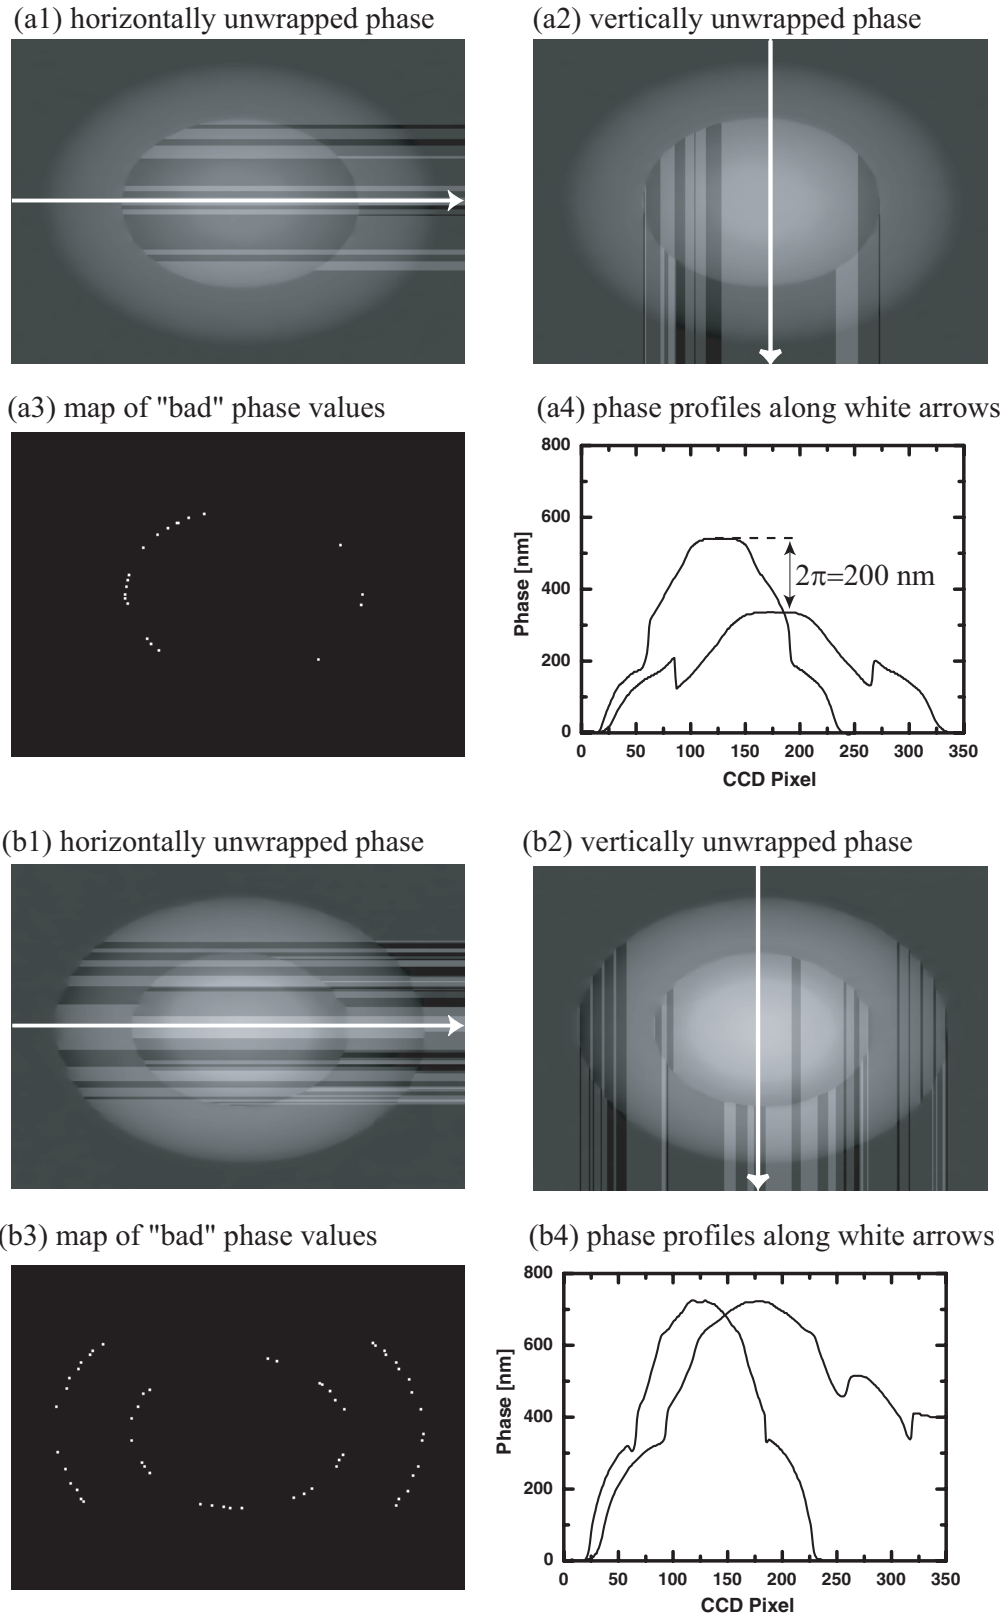 (a1) horizontally unwrapped phase
(a2) vertically unwrapped phase
(a3) map of "bad" phase values
(a4) phase profiles along white arrows
800
600
400
200
0
Phase [nm]
2π=200 nm
0 50 100 150 200 250 300 350
CCD Pixel
(b1) horizontally unwrapped phase
(b2) vertically unwrapped phase
(b3) map of "bad" phase values
(b4) phase profiles along white arrows
800
600
400
200
0
Phase [nm]
0 50 100 150 200 250 300 350
CCD Pixel